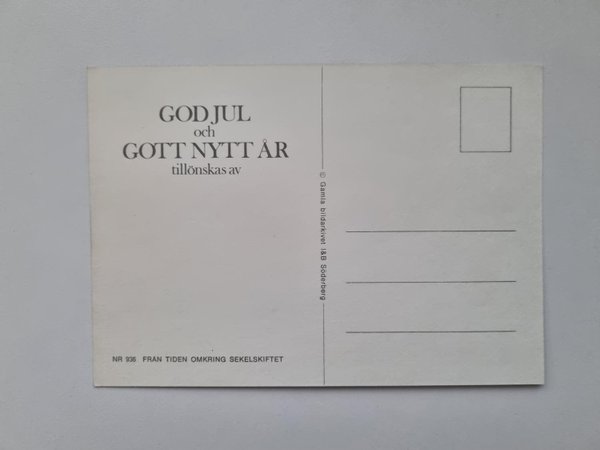 GOD JUL
och
GOTT NYTT ÅR
tillönskas av
NR 936 FRÅN TIDEN OMKRING SEKELSKIFTET
© Gamla bildarkivet I&B Söderberg